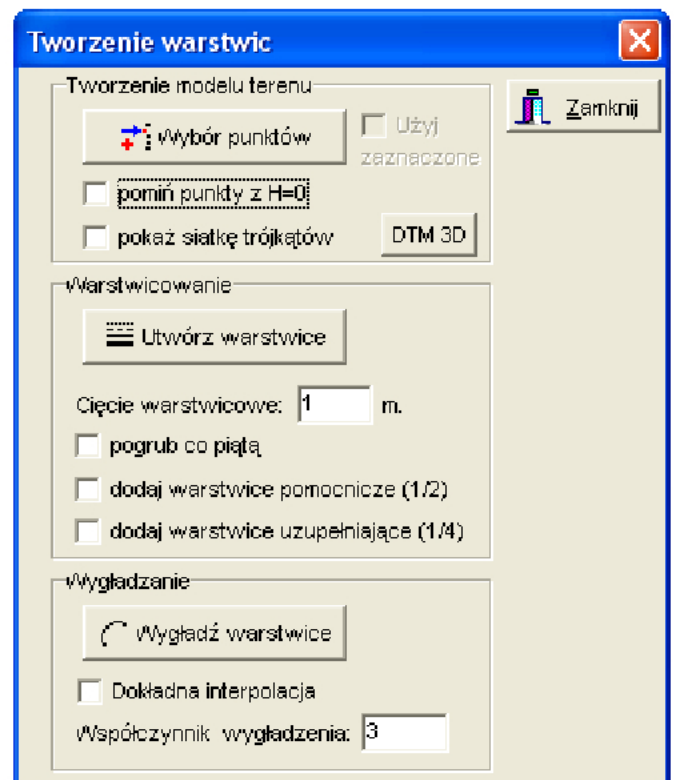 Tworzenie warstwic
Tworzenie modelu terenu
Zamknij
Wybór punktów
Użyj
zaznaczone
pomiń punkty z H=0
pokaż siatkę trójkątów
DTM 3D
Warstwicowanie
Utwórz warstwice
Cięcie warstwicowe: 1 m.
pogrub co piątą
dodaj warstwice pomocnicze (1/2)
dodaj warstwice uzupełniające (1/4)
Wygładzanie
Wygładź warstwice
Dokładna interpolacja
Współczynnik wygładzenia: 3